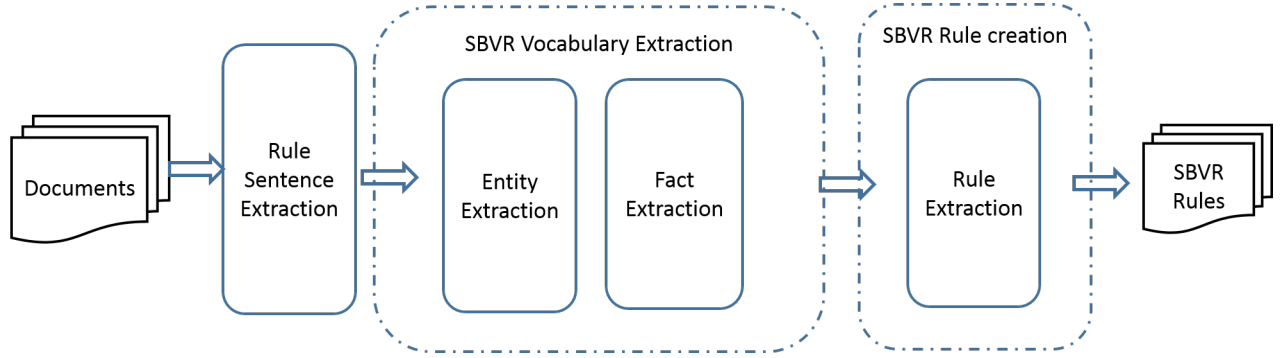 SBVR Vocabulary Extraction
SBVR Rule creation
Documents
Rule
Sentence
Extraction
Entity
Extraction
Fact
Extraction
Rule
Extraction
SBVR
Rules